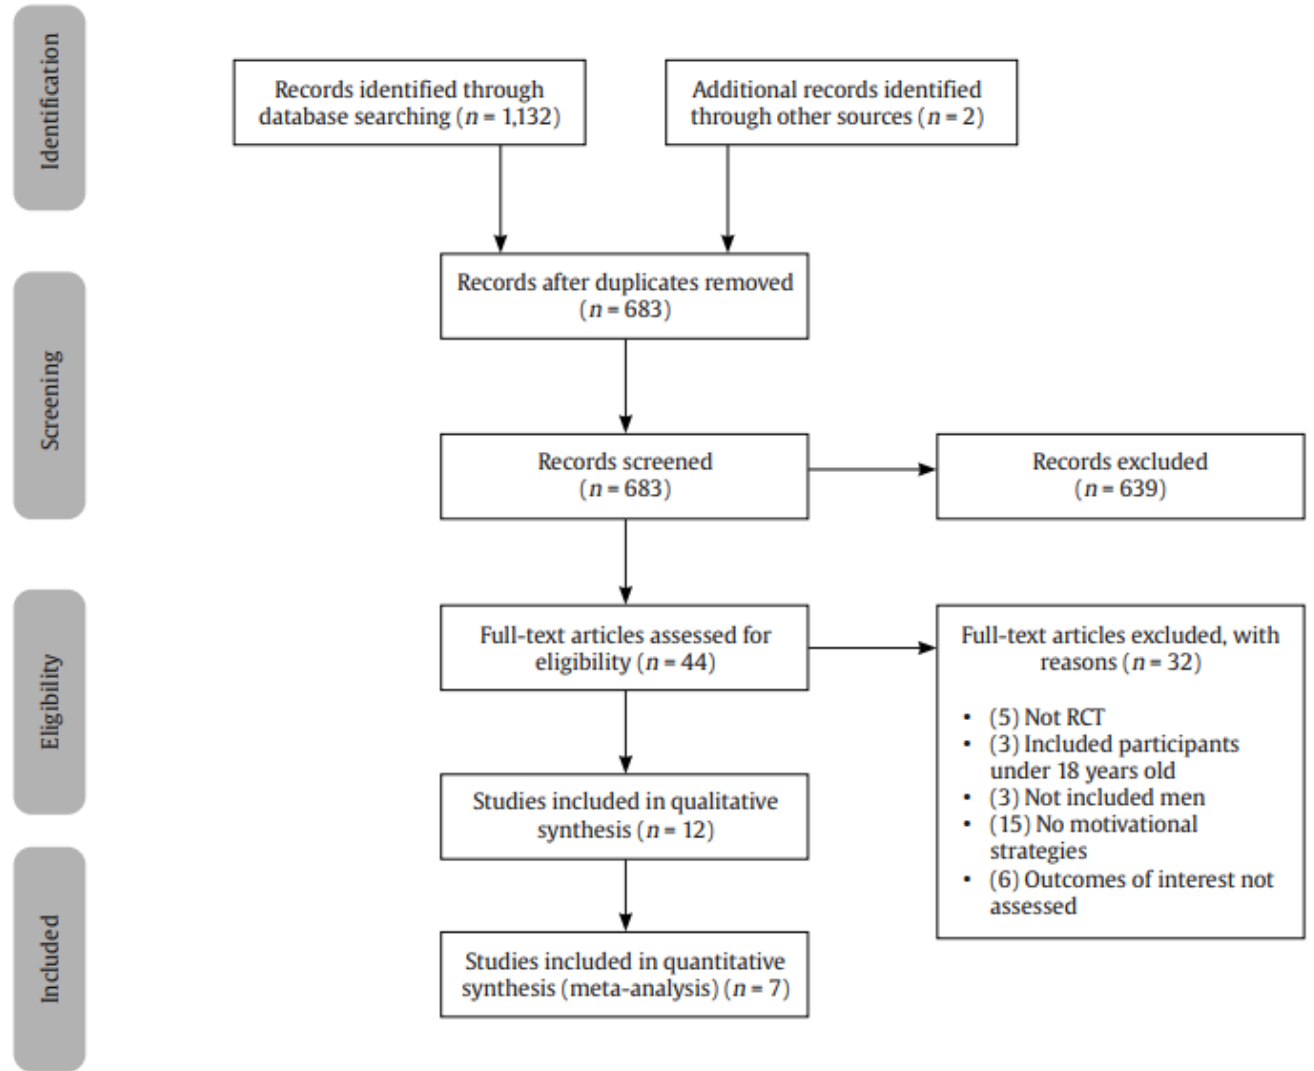 Identification
Records identified through
database searching (n = 1,132)
Additional records identified
through other sources (n = 2)
Screening
Records after duplicates removed
(n = 683)
Records screened
(n = 683)
Records excluded
(n = 639)
Eligibility
Full-text articles assessed for
eligibility (n = 44)
Full-text articles excluded, with
reasons (n = 32)
• (5) Not RCT
• (3) Included participants
under 18 years old
• (3) Not included men
• (15) No motivational
strategies
• (6) Outcomes of interest not
assessed
Studies included in qualitative
synthesis (n = 12)
Included
Studies included in quantitative
synthesis (meta-analysis) (n = 7)